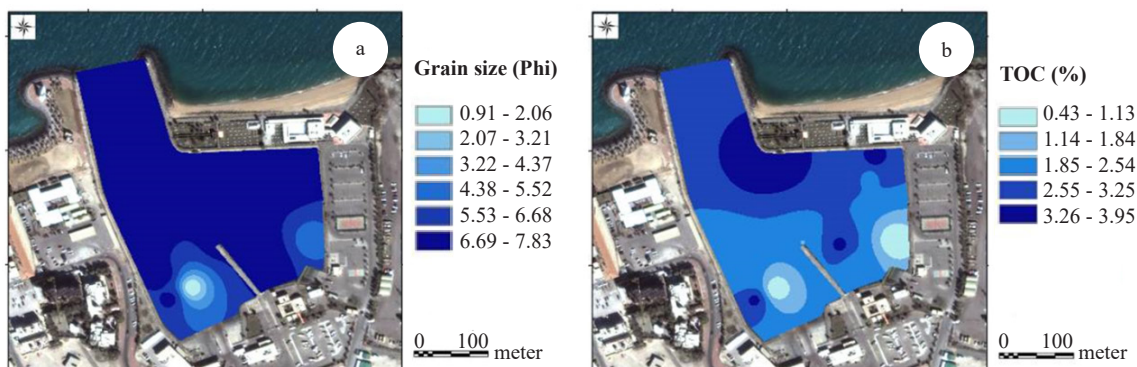 a
Grain size (Phi)
0.91 - 2.06
2.07 - 3.21
3.22 - 4.37
4.38 - 5.52
5.53 - 6.68
6.69 - 7.83
0 100
meter
b
TOC (%)
0.43 - 1.13
1.14 - 1.84
1.85 - 2.54
2.55 - 3.25
3.26 - 3.95
0 100
meter